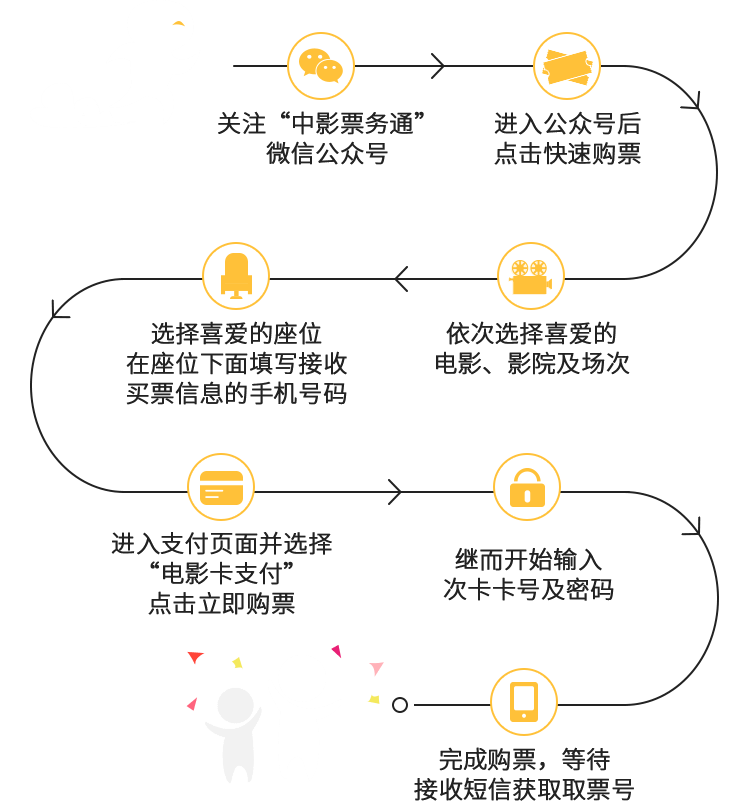 关注“中影票务通”
微信公众号
进入公众号后
点击快速购票
依次选择喜爱的
电影、影院及场次
选择喜爱的座位
在座位下面填写接收
买票信息的手机号码
进入支付页面并选择
“电影卡支付”
点击立即购票
继而开始输入
次卡卡号及密码
完成购票，等待
接收短信获取取票号